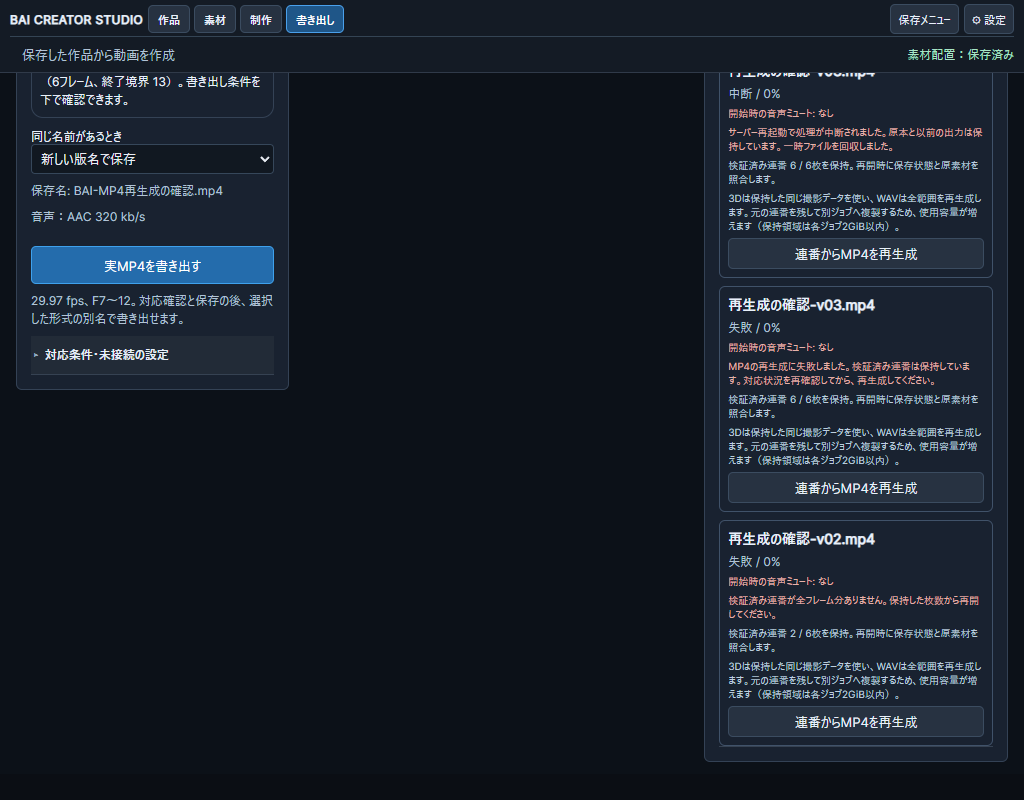 BAI CREATOR STUDIO 作品 素材 制作 書き出し 保存メニュー ⚙ 設定
保存した作品から動画を作成 素材配置：保存済み
（6フレーム、終了境界 13）。書き出し条件を
下で確認できます。
同じ名前があるとき
新しい版名で保存
保存名: BAI-MP4再生成の確認.mp4
音声：AAC 320 kb/s
実MP4を書き出す
29.97 fps、F7〜12。対応確認と保存の後、選択
した形式の別名で書き出せます。
▸ 対応条件・未接続の設定
中断 / 0%
開始時の音声ミュート: なし
サーバー再起動で処理が中断されました。原本と以前の出力は保
持しています。一時ファイルを回収しました。
検証済み連番 6 / 6枚を保持。再開時に保存状態と原素材を
照合します。
3Dは保持した同じ撮影データを使い、WAVは全範囲を再生成し
ます。元の連番を残して別ジョブへ複製するため、使用容量が増
えます（保持領域は各ジョブ2GiB以内）。
連番からMP4を再生成
再生成の確認-v03.mp4
失敗 / 0%
開始時の音声ミュート: なし
MP4の再生成に失敗しました。検証済み連番は保持していま
す。対応状況を再確認してから、再生成してください。
検証済み連番 6 / 6枚を保持。再開時に保存状態と原素材を
照合します。
3Dは保持した同じ撮影データを使い、WAVは全範囲を再生成し
ます。元の連番を残して別ジョブへ複製するため、使用容量が増
えます（保持領域は各ジョブ2GiB以内）。
連番からMP4を再生成
再生成の確認-v02.mp4
失敗 / 0%
開始時の音声ミュート: なし
検証済み連番が全フレーム分ありません。保持した枚数から再開
してください。
検証済み連番 2 / 6枚を保持。再開時に保存状態と原素材を
照合します。
3Dは保持した同じ撮影データを使い、WAVは全範囲を再生成し
ます。元の連番を残して別ジョブへ複製するため、使用容量が増
えます（保持領域は各ジョブ2GiB以内）。
連番からMP4を再生成